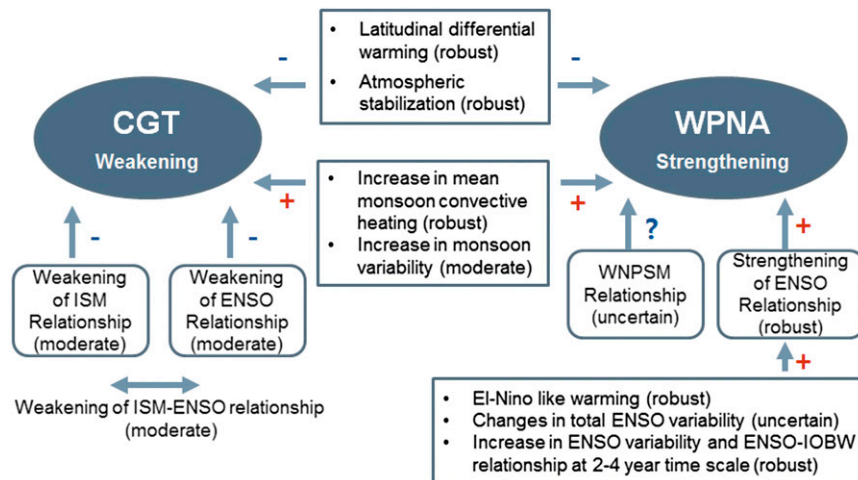 • Latitudinal differential
warming (robust)
• Atmospheric
stabilization (robust)
-
-
CGT
Weakening
WPNA
Strengthening
• Increase in mean
monsoon convective
heating (robust)
• Increase in monsoon
variability (moderate)
+
+
-
-
?
+
Weakening
of ISM
Relationship
(moderate)
Weakening
of ENSO
Relationship
(moderate)
WNPSM
Relationship
(uncertain)
Strengthening
of ENSO
Relationship
(robust)
+
Weakening of ISM-ENSO relationship
(moderate)
• El-Nino like warming (robust)
• Changes in total ENSO variability (uncertain)
• Increase in ENSO variability and ENSO-IOBW
relationship at 2-4 year time scale (robust)